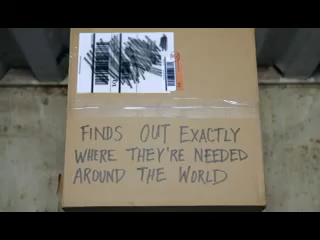 FINDS OUT EXACTLY
WHERE THEY'RE NEEDED
AROUND THE WORLD